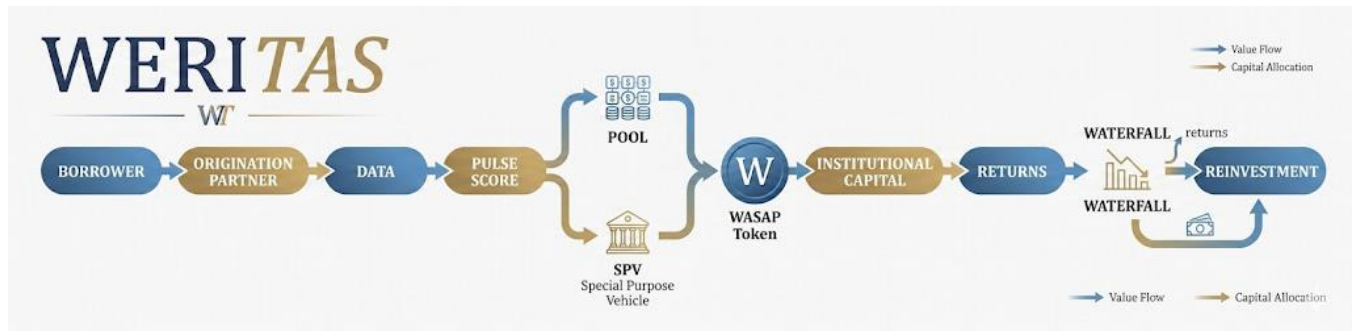 WERITAS
WT
Value Flow
Capital Allocation
BORROWER
ORIGINATION
PARTNER
DATA
PULSE
SCORE
POOL
SPV
Special Purpose
Vehicle
W
WASAP
Token
INSTITUTIONAL
CAPITAL
RETURNS
WATERFALL
returns
WATERFALL
REINVESTMENT
Value Flow
Capital Allocation